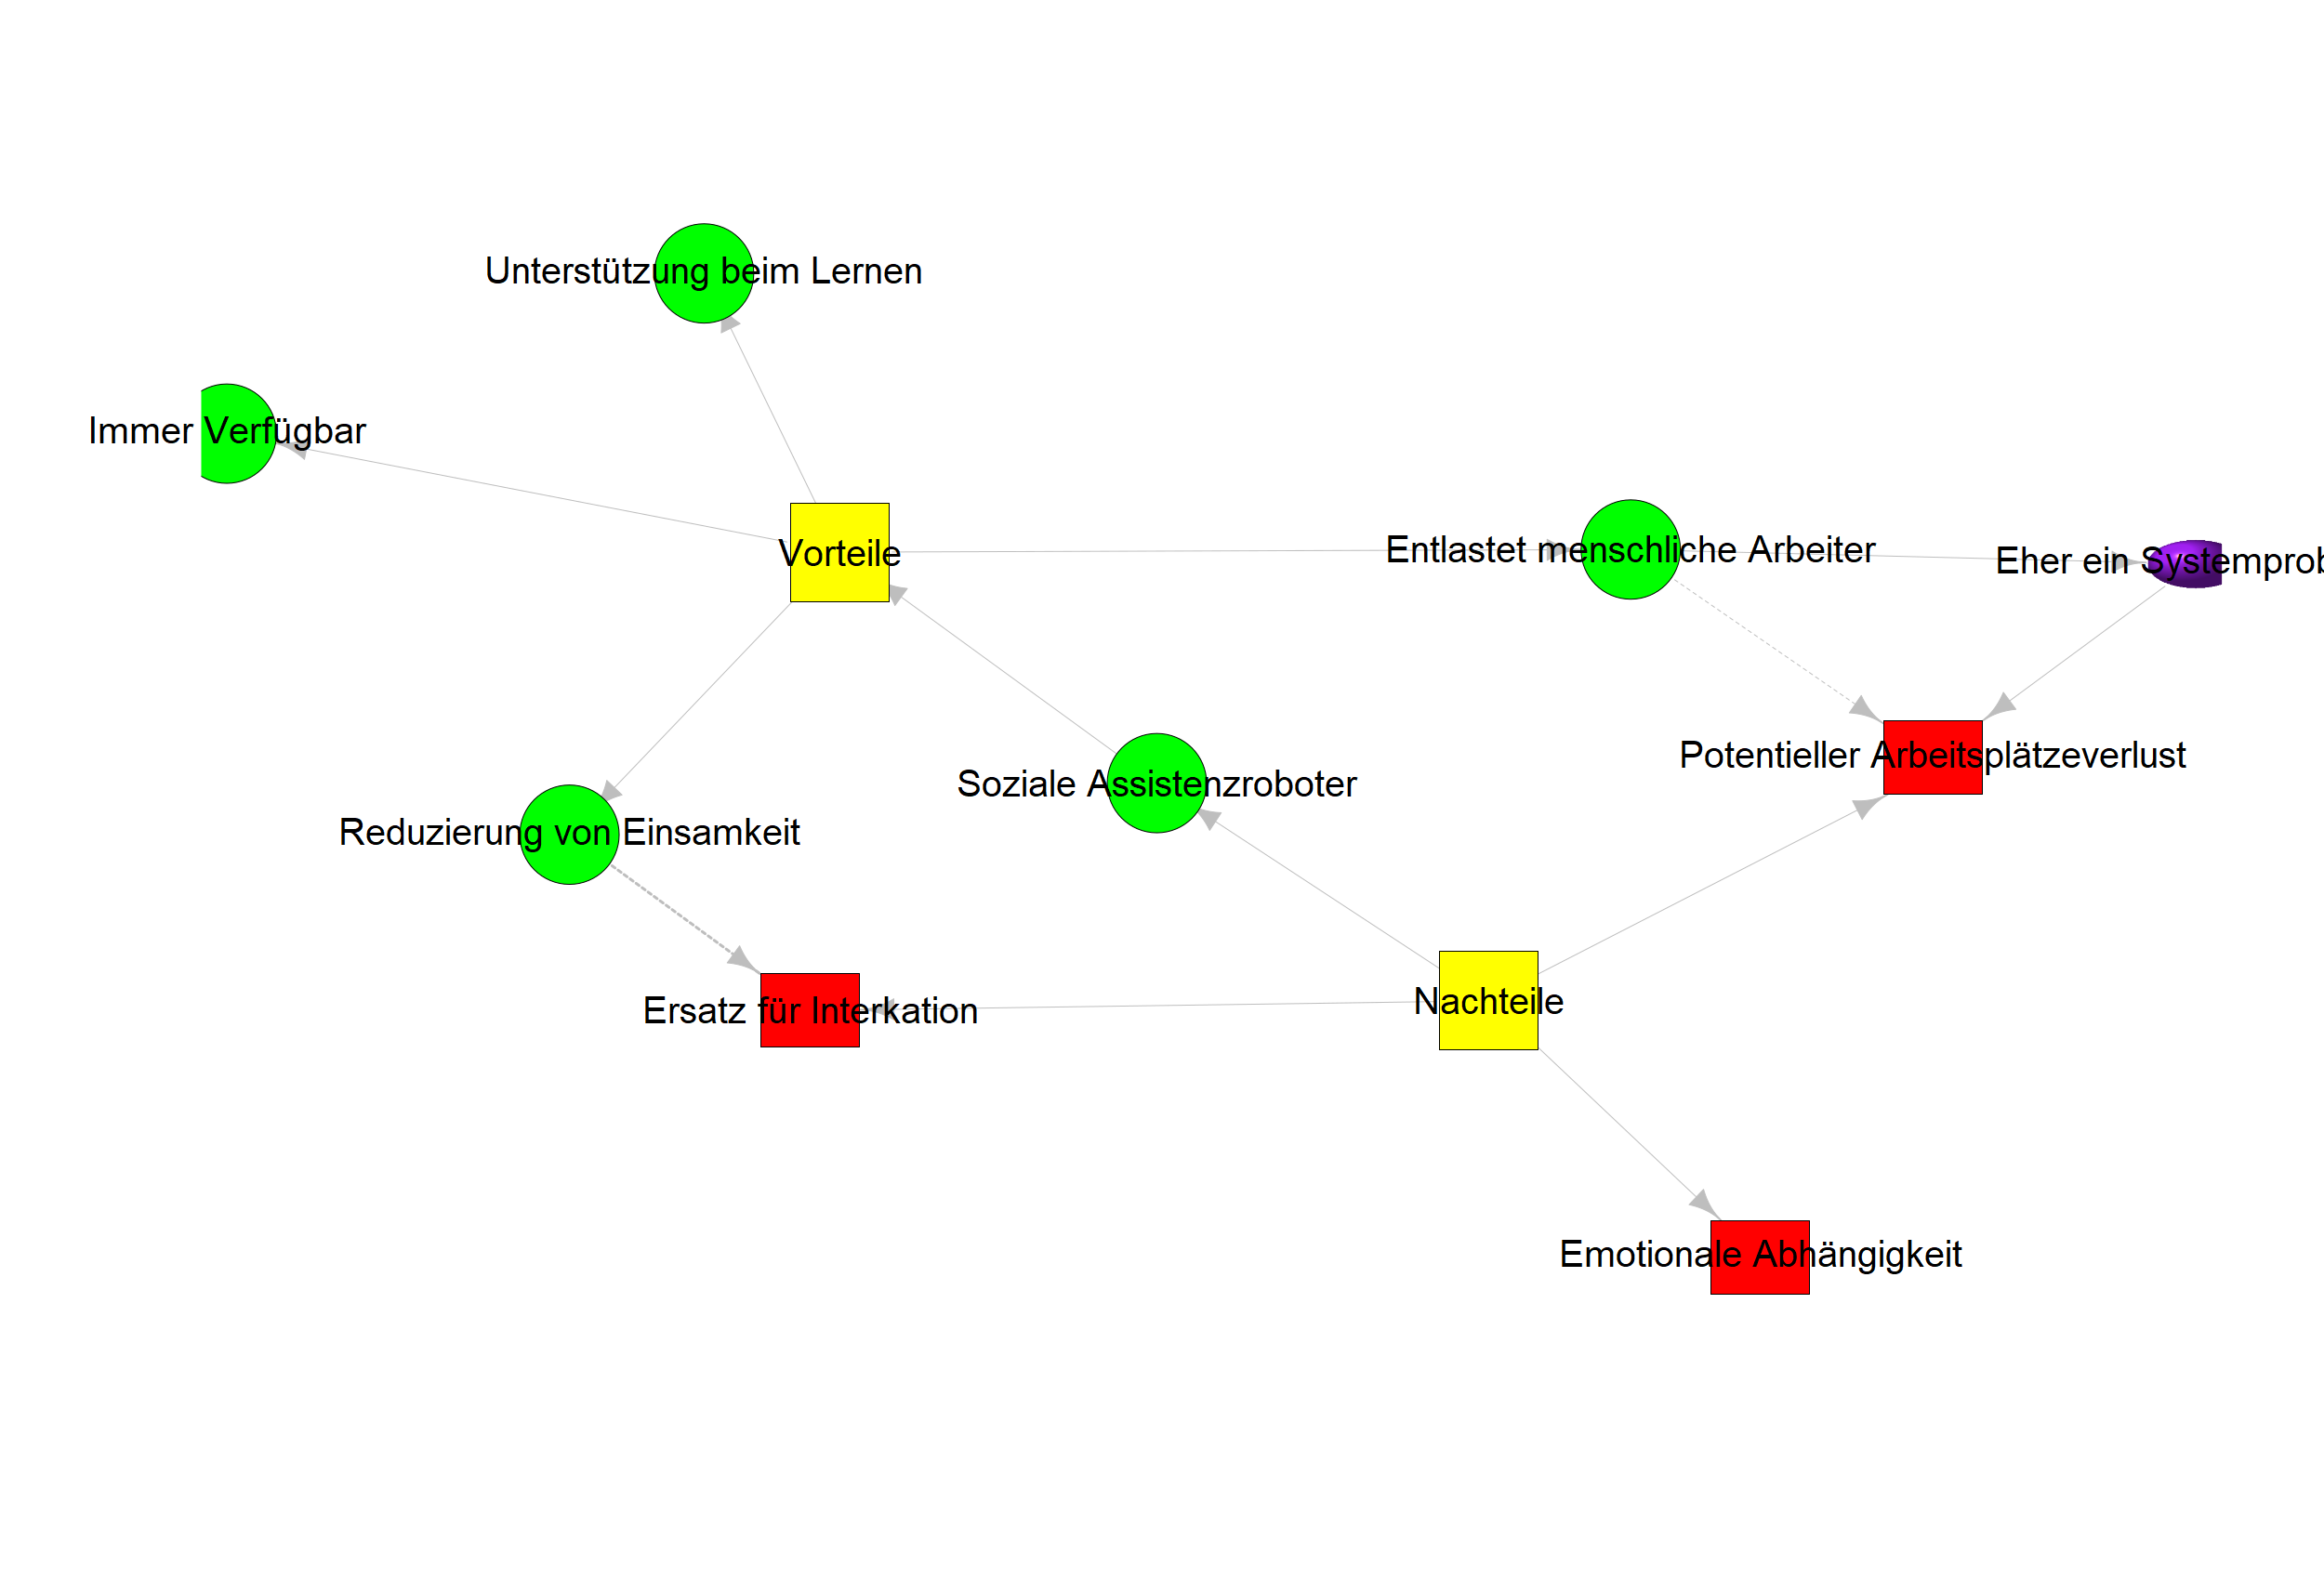 Unterstützung beim Lernen
Immer Verfügbar
Vorteile
Entlastet menschliche Arbeiter
Eher ein Systemprob
Potentieller Arbeitsplätzeverlust
Soziale Assistenzroboter
Reduzierung von Einsamkeit
Ersatz für Interkation
Nachteile
Emotionale Abhängigkeit